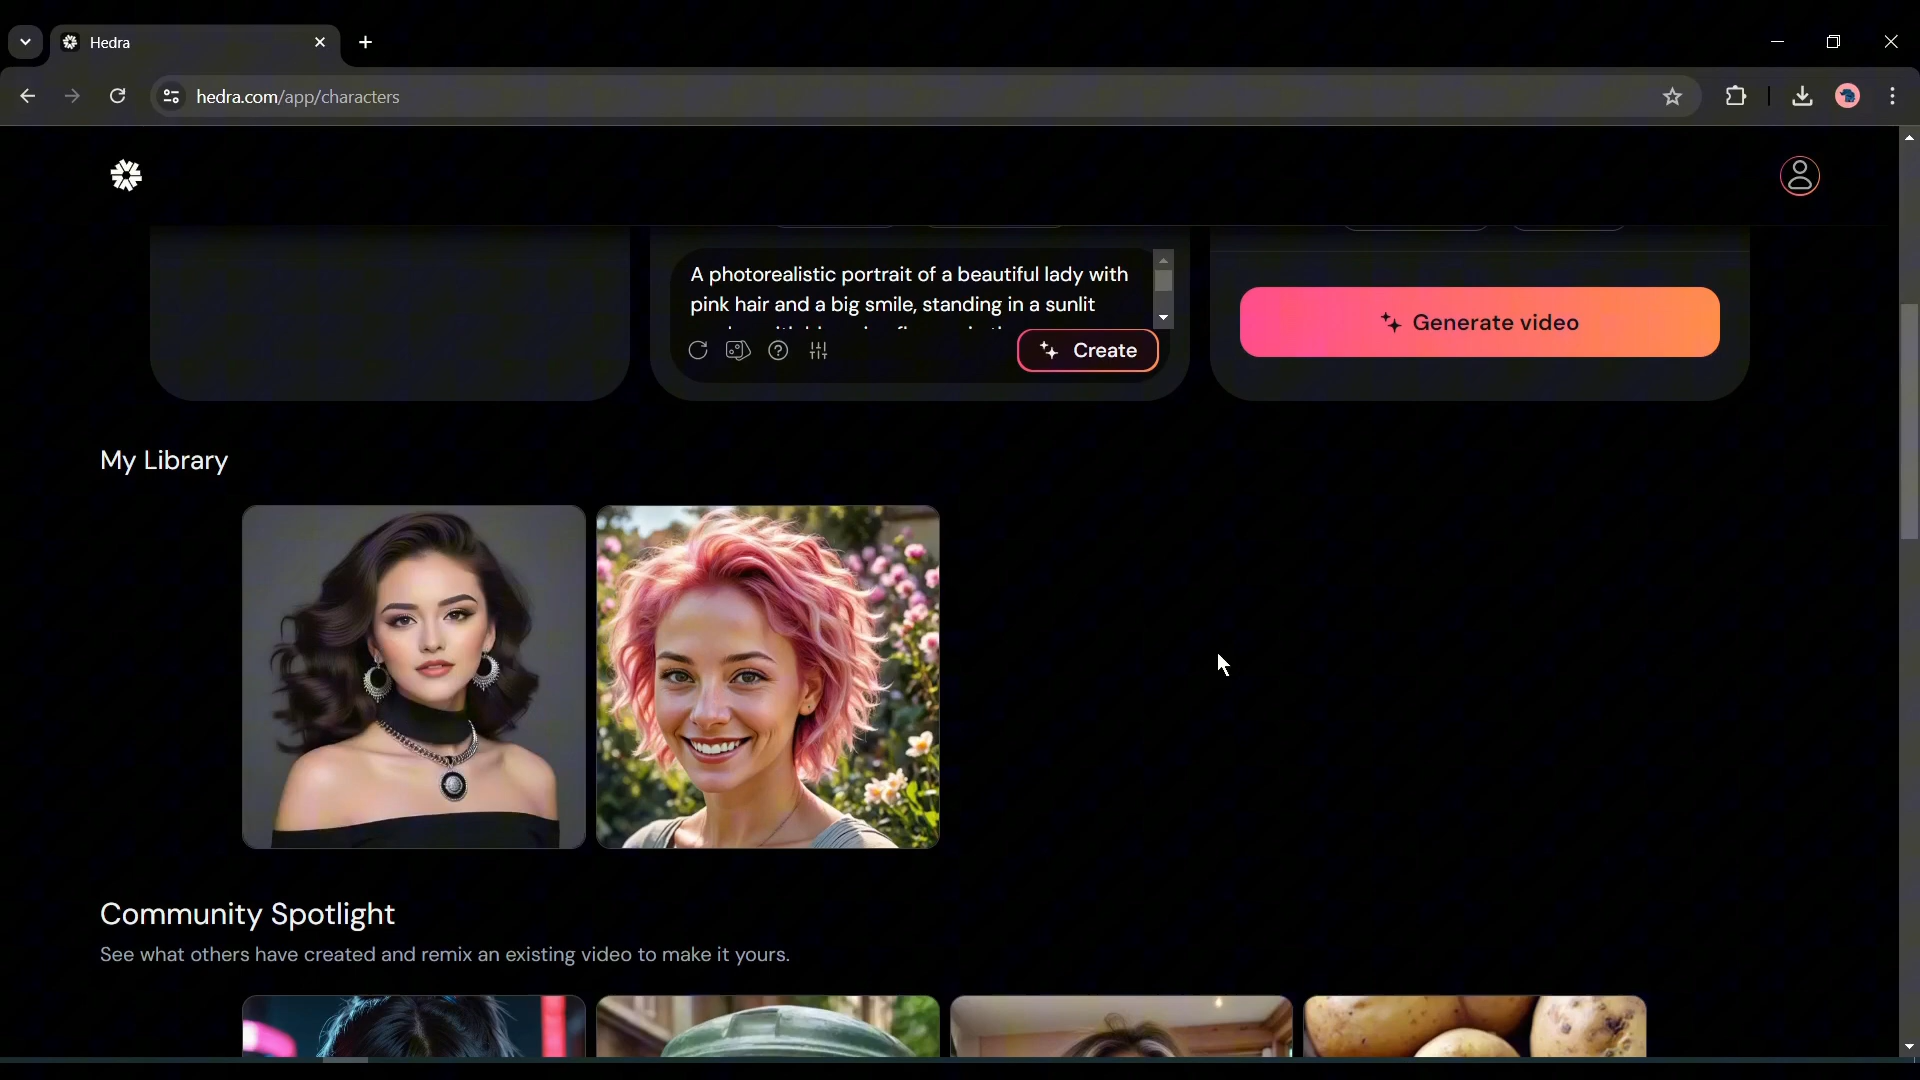 Hedra
hedra.com/app/characters
A photorealistic portrait of a beautiful lady with
pink hair and a big smile, standing in a sunlit
Create
Generate video
My Library
Community Spotlight
See what others have created and remix an existing video to make it yours.